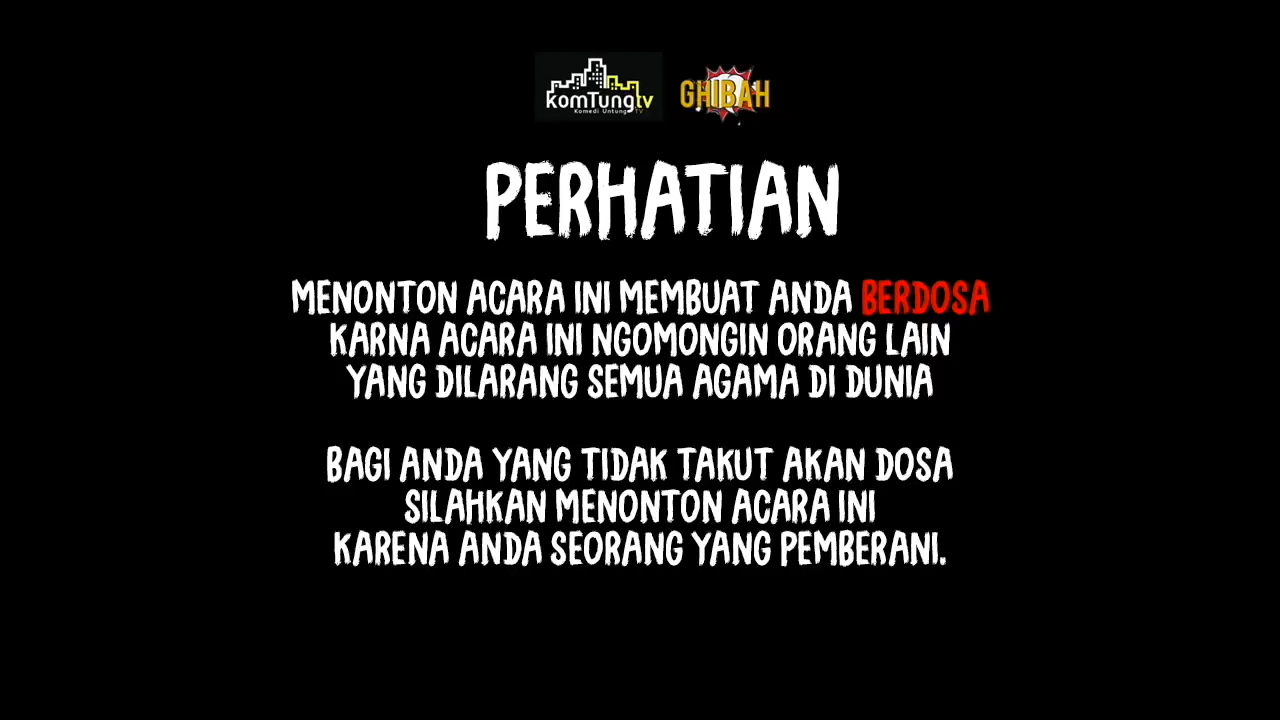 komTungtv
Komedi Untung TV
GHIBAH
PERHATIAN
MENONTON ACARA INI MEMBUAT ANDA BERDOSA
KARNA ACARA INI NGOMONGIN ORANG LAIN
YANG DILARANG SEMUA AGAMA DI DUNIA
BAGI ANDA YANG TIDAK TAKUT AKAN DOSA
SILAHKAN MENONTON ACARA INI
KARENA ANDA SEORANG YANG PEMBERANI.